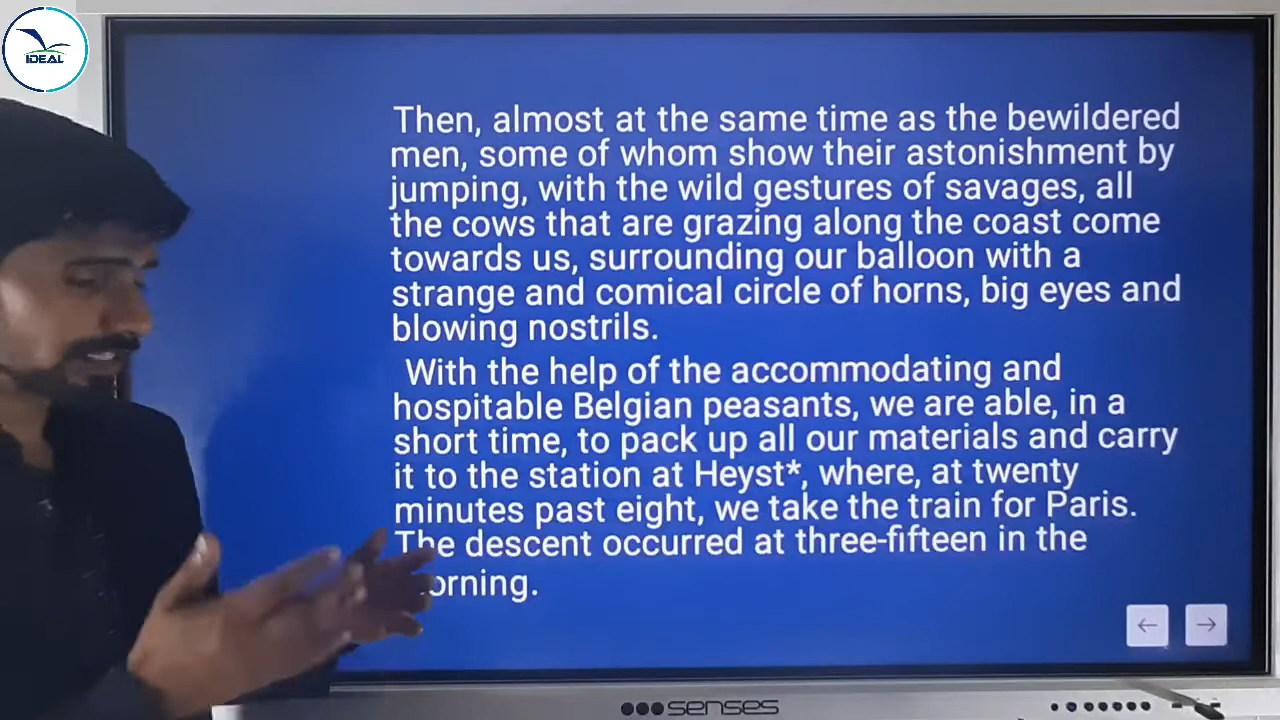 IDEAL
Then, almost at the same time as the bewildered
men, some of whom show their astonishment by
jumping, with the wild gestures of savages, all
the cows that are grazing along the coast come
towards us, surrounding our balloon with a
strange and comical circle of horns, big eyes and
blowing nostrils.
With the help of the accommodating and
hospitable Belgian peasants, we are able, in a
short time, to pack up all our materials and carry
it to the station at Heyst*, where, at twenty
minutes past eight, we take the train for Paris.
The descent occurred at three-fifteen in the
orning.
senses